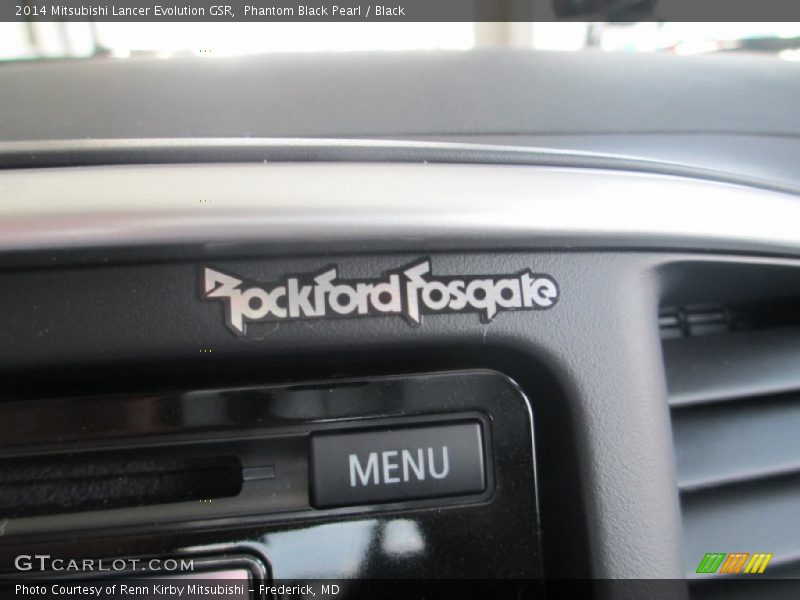 2014 Mitsubishi Lancer Evolution GSR, Phantom Black Pearl / Black
Rockford Fosgate
MENU
GTCARLOT.COM
Photo Courtesy of Renn Kirby Mitsubishi - Frederick, MD